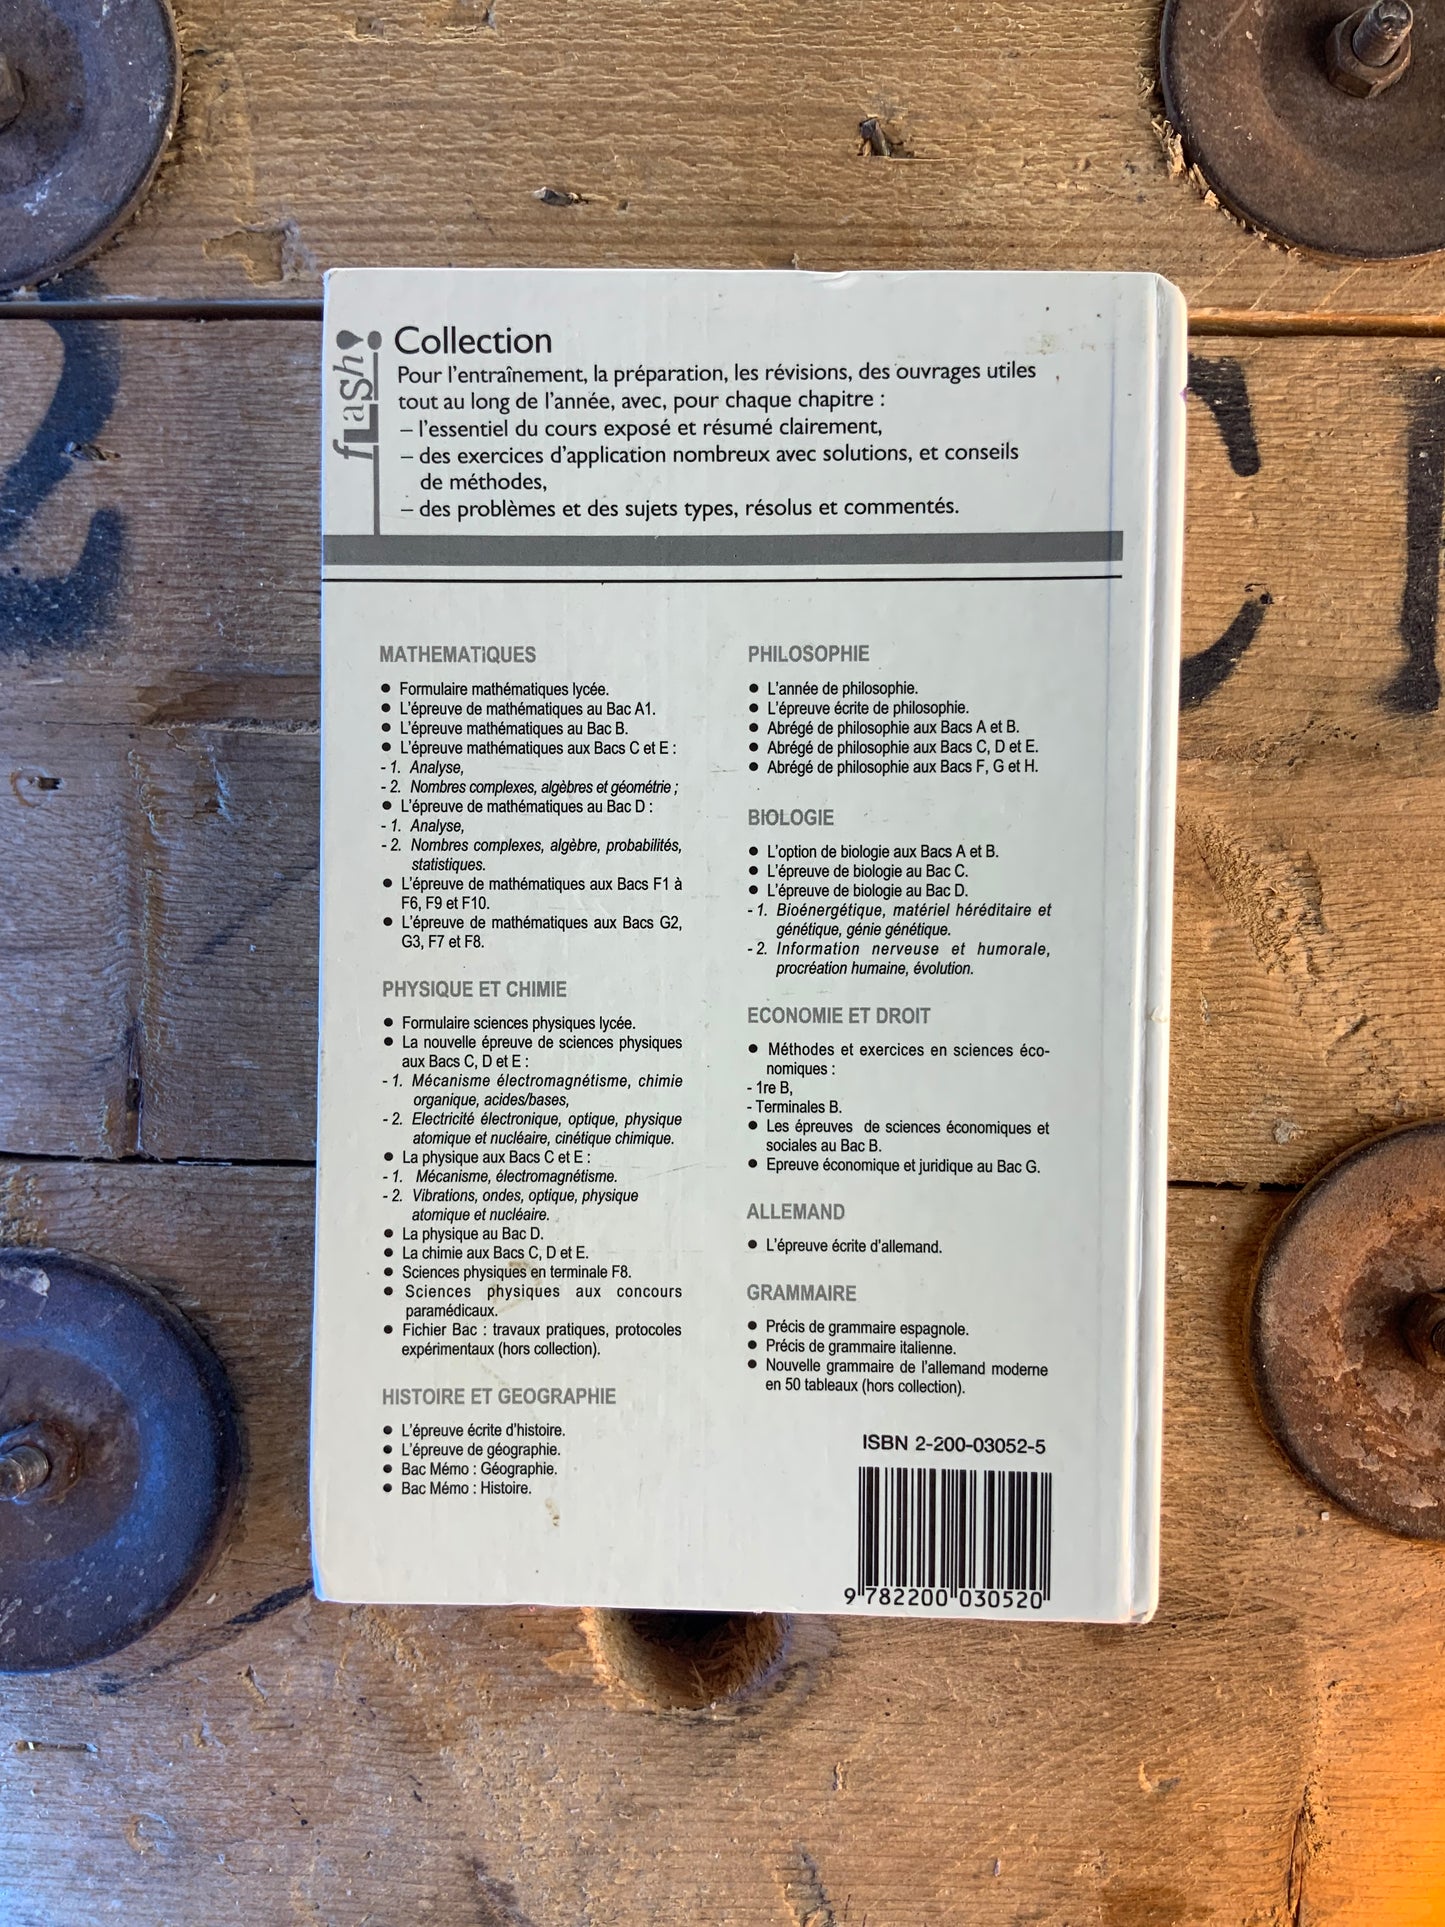 flash!
Collection
Pour l'entraînement, la préparation, les révisions, des ouvrages utiles
tout au long de l'année, avec, pour chaque chapitre :
– l'essentiel du cours exposé et résumé clairement,
– des exercices d'application nombreux avec solutions, et conseils
de méthodes,
– des problèmes et des sujets types, résolus et commentés.
MATHEMATiQUES
● Formulaire mathématiques lycée.
● L'épreuve de mathématiques au Bac A1.
● L'épreuve mathématiques au Bac B.
● L'épreuve mathématiques aux Bacs C et E :
- 1. Analyse,
- 2. Nombres complexes, algèbres et géométrie ;
● L'épreuve de mathématiques au Bac D :
- 1. Analyse,
- 2. Nombres complexes, algèbre, probabilités,
statistiques.
● L'épreuve de mathématiques aux Bacs F1 à
F6, F9 et F10.
● L'épreuve de mathématiques aux Bacs G2,
G3, F7 et F8.
PHYSIQUE ET CHIMIE
● Formulaire sciences physiques lycée.
● La nouvelle épreuve de sciences physiques
aux Bacs C, D et E :
- 1. Mécanisme électromagnétisme, chimie
organique, acides/bases,
- 2. Electricité électronique, optique, physique
atomique et nucléaire, cinétique chimique.
● La physique aux Bacs C et E :
- 1. Mécanisme, électromagnétisme.
- 2. Vibrations, ondes, optique, physique
atomique et nucléaire.
● La physique au Bac D.
● La chimie aux Bacs C, D et E.
● Sciences physiques en terminale F8.
● Sciences physiques aux concours
paramédicaux.
● Fichier Bac : travaux pratiques, protocoles
expérimentaux (hors collection).
HISTOIRE ET GEOGRAPHIE
● L'épreuve écrite d'histoire.
● L'épreuve de géographie.
● Bac Mémo : Géographie.
● Bac Mémo : Histoire.
PHILOSOPHIE
● L'année de philosophie.
● L'épreuve écrite de philosophie.
● Abrégé de philosophie aux Bacs A et B.
● Abrégé de philosophie aux Bacs C, D et E.
● Abrégé de philosophie aux Bacs F, G et H.
BIOLOGIE
● L'option de biologie aux Bacs A et B.
● L'épreuve de biologie au Bac C.
● L'épreuve de biologie au Bac D.
- 1. Bioénergétique, matériel héréditaire et
génétique, génie génétique.
- 2. Information nerveuse et humorale,
procréation humaine, évolution.
ECONOMIE ET DROIT
● Méthodes et exercices en sciences éco-
nomiques :
- 1re B,
- Terminales B.
● Les épreuves de sciences économiques et
sociales au Bac B.
● Epreuve économique et juridique au Bac G.
ALLEMAND
● L'épreuve écrite d'allemand.
GRAMMAIRE
● Précis de grammaire espagnole.
● Précis de grammaire italienne.
● Nouvelle grammaire de l'allemand moderne
en 50 tableaux (hors collection).
ISBN 2-200-03052-5
9 782200 030520